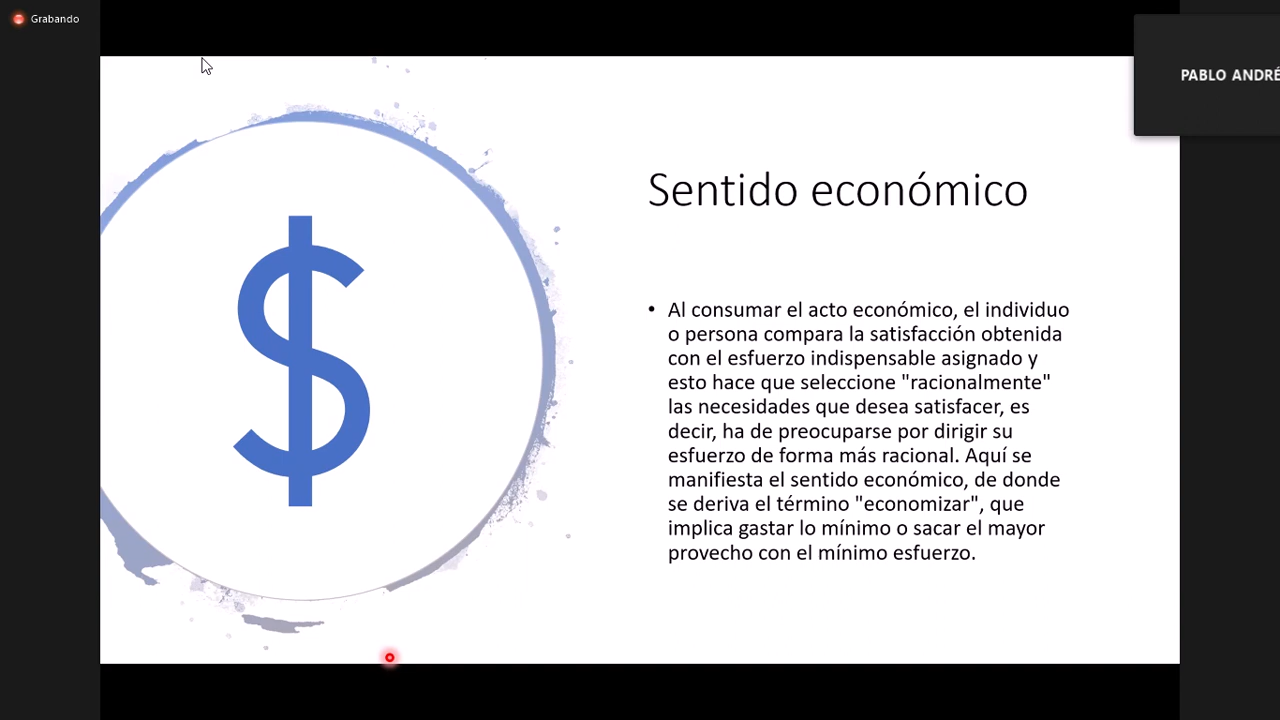 Grabando
PABLO ANDRÉ
Sentido económico
• Al consumar el acto económico, el individuo
o persona compara la satisfacción obtenida
con el esfuerzo indispensable asignado y
esto hace que seleccione "racionalmente"
las necesidades que desea satisfacer, es
decir, ha de preocuparse por dirigir su
esfuerzo de forma más racional. Aquí se
manifiesta el sentido económico, de donde
se deriva el término "economizar", que
implica gastar lo mínimo o sacar el mayor
provecho con el mínimo esfuerzo.
$